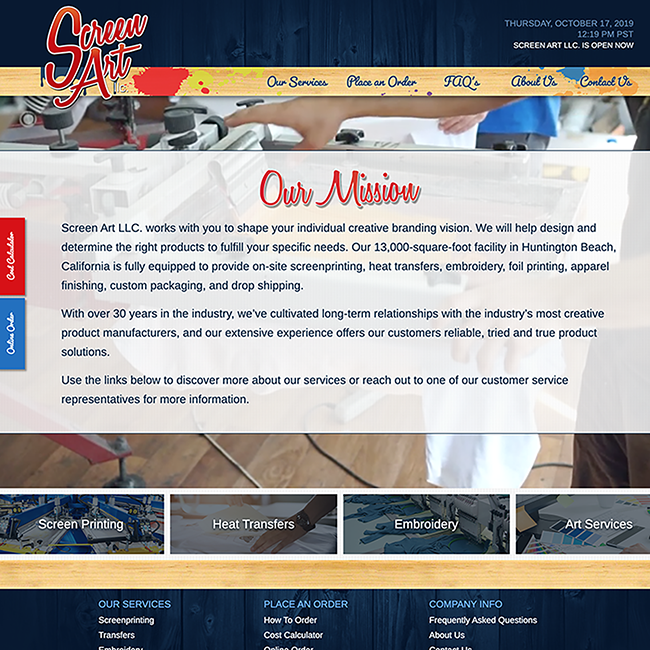 Screen
Art
LLC.
THURSDAY, OCTOBER 17, 2019
12:19 PM PST
SCREEN ART LLC. IS OPEN NOW
Our Services Place an Order FAQ's About Us Contact Us
Our Mission
Screen Art LLC. works with you to shape your individual creative branding vision. We will help design and
determine the right products to fulfill your specific needs. Our 13,000-square-foot facility in Huntington Beach,
California is fully equipped to provide on-site screenprinting, heat transfers, embroidery, foil printing, apparel
finishing, custom packaging, and drop shipping.
With over 30 years in the industry, we've cultivated long-term relationships with the industry's most creative
product manufacturers, and our extensive experience offers our customers reliable, tried and true product
solutions.
Use the links below to discover more about our services or reach out to one of our customer service
representatives for more information.
Cost Calculator
Online Order
Screen Printing Heat Transfers Embroidery Art Services
OUR SERVICES PLACE AN ORDER COMPANY INFO
Screenprinting How To Order Frequently Asked Questions
Transfers Cost Calculator About Us
Embroidery Online Order Contact Us